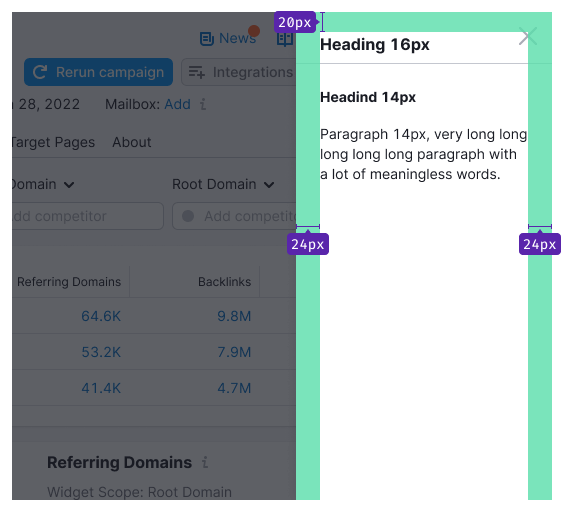 20px
News
Heading 16px
Rerun campaign
Integrations
28, 2022
Mailbox: Add
Headind 14px
Target Pages
About
Paragraph 14px, very long long
long long long paragraph with
a lot of meaningless words.
Domain
Root Domain
add competitor
Add competito
24px
24px
Referring Domains
Backlinks
64.6K
9.8M
53.2K
7.9M
41.4K
4.7M
Referring Domains
Widget Scope: Root Domain